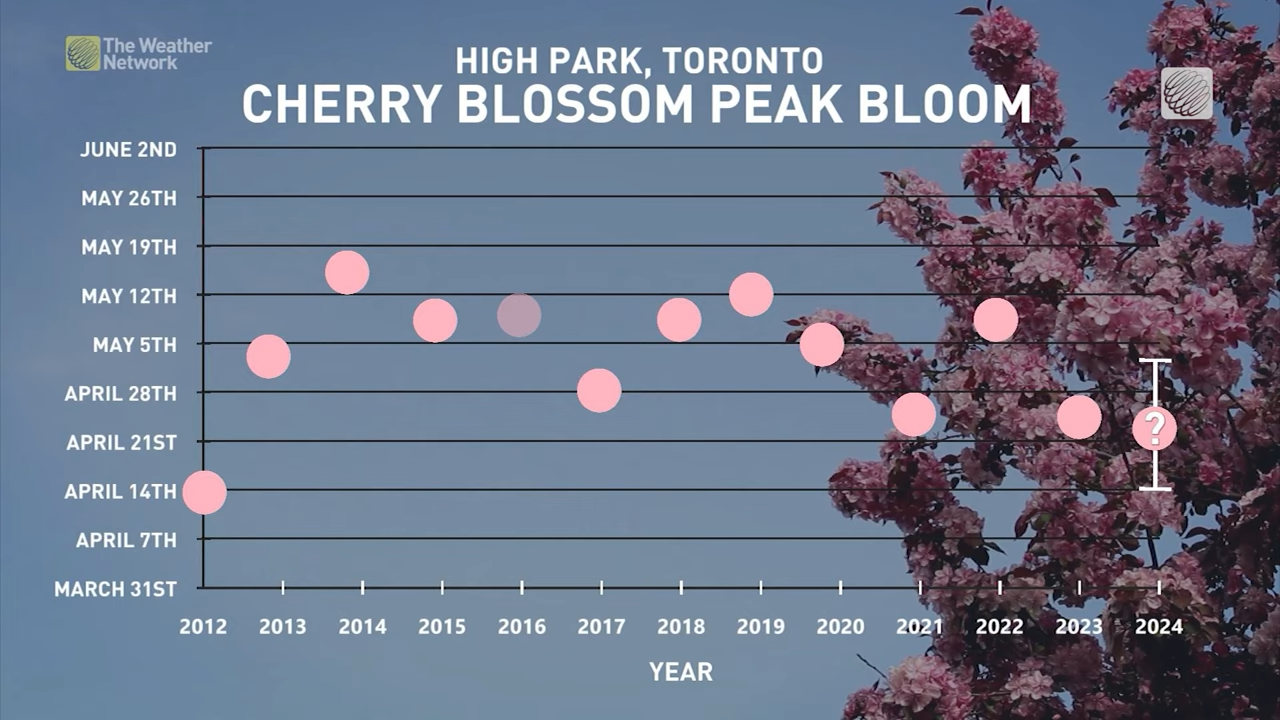 The Weather
Network
HIGH PARK, TORONTO
CHERRY BLOSSOM PEAK BLOOM
JUNE 2ND
MAY 26TH
MAY 19TH
MAY 12TH
MAY 5TH
APRIL 28TH
APRIL 21ST
APRIL 14TH
APRIL 7TH
MARCH 31ST
?
2012 2013 2014 2015 2016 2017 2018 2019 2020 2021 2022 2023 2024
YEAR